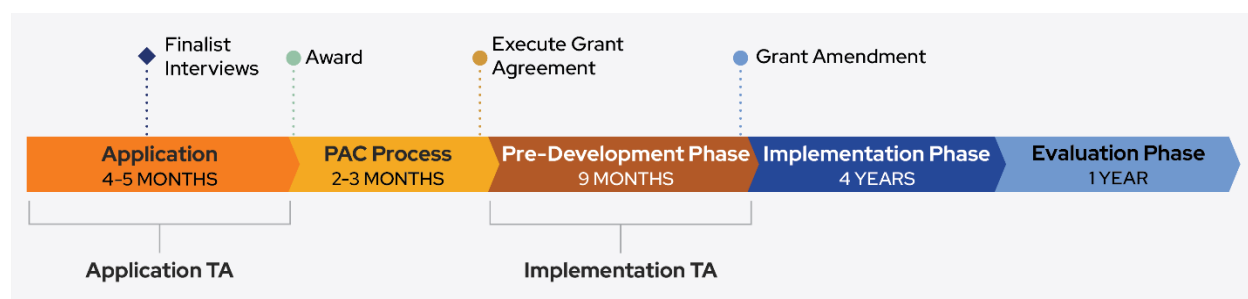 Finalist
Interviews
Award
Execute Grant
Agreement
Grant Amendment
Application
4-5 MONTHS
PAC Process
2-3 MONTHS
Pre-Development Phase
9 MONTHS
Implementation Phase
4 YEARS
Evaluation Phase
1 YEAR
Application TA
Implementation TA